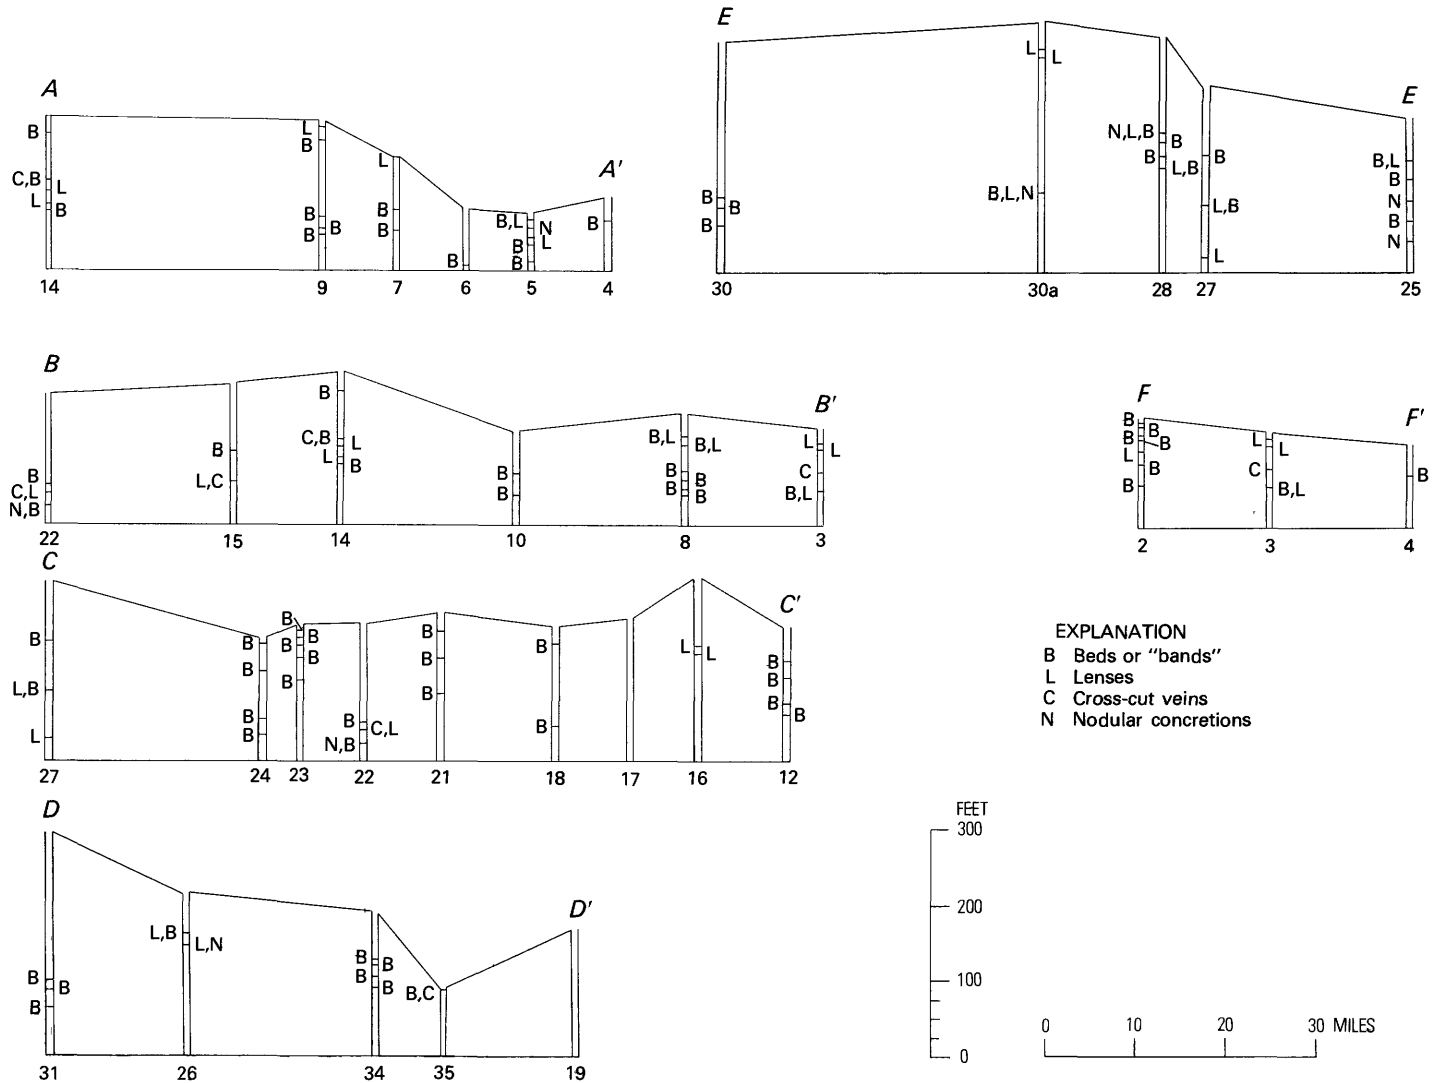 A
B
C,B
L
L
B
L
B
B
B
B
L
B
B
B
B,L
N
L
B
B
B
A'
14 9 7 6 5 4
E
B
B
B
L
L
B,L,N
N,L,B
B
B
L,B
B
L,B
L
E
B,L
B
N
B
N
30 30a 28 27 25
B
B
C,L
N,B
B
L,C
B
C,B
L
L
B
B
B
B,L
B,L
B
B
B
B
B'
L
L
C
B,L
22 15 14 10 8 3
F
B
B
B
B
L
B
B
L
L
C
B,L
F'
B
2 3 4
C
B
L,B
L
B
B
B
B
B
B
B
B
B
B
C,L
N,B
B
B
B
B
B
L
L
C'
B
B
B
B
27 24 23 22 21 18 17 16 12
EXPLANATION
B Beds or "bands"
L Lenses
C Cross-cut veins
N Nodular concretions
D
B
B
B
L,B
L,N
B
B
B
B
B,C
D'
31 26 34 35 19
FEET
300
200
100
0
0 10 20 30 MILES